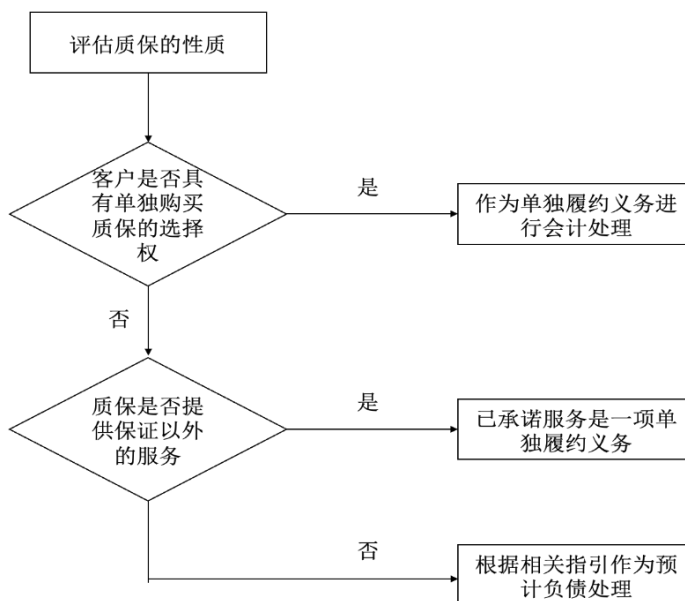 评估质保的性质
客户是否具
有单独购买
质保的选择
权
是
作为单独履约义务进
行会计处理
否
质保是否提
供保证以外
的服务
是
已承诺服务是一项单
独履约义务
否
根据相关指引作为预
计负债处理